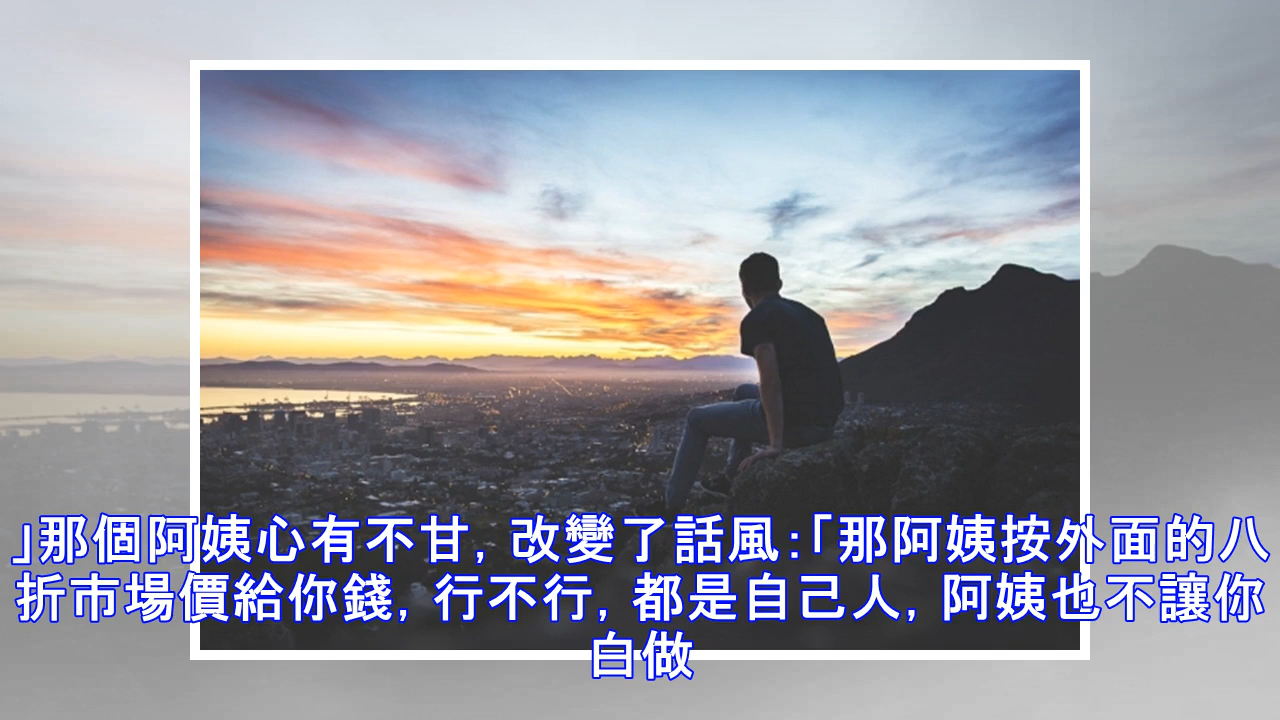 」那個阿姨心有不甘，改變了話風：「那阿姨按外面的八
折市場價給你錢，行不行，都是自己人，阿姨也不讓你
白做